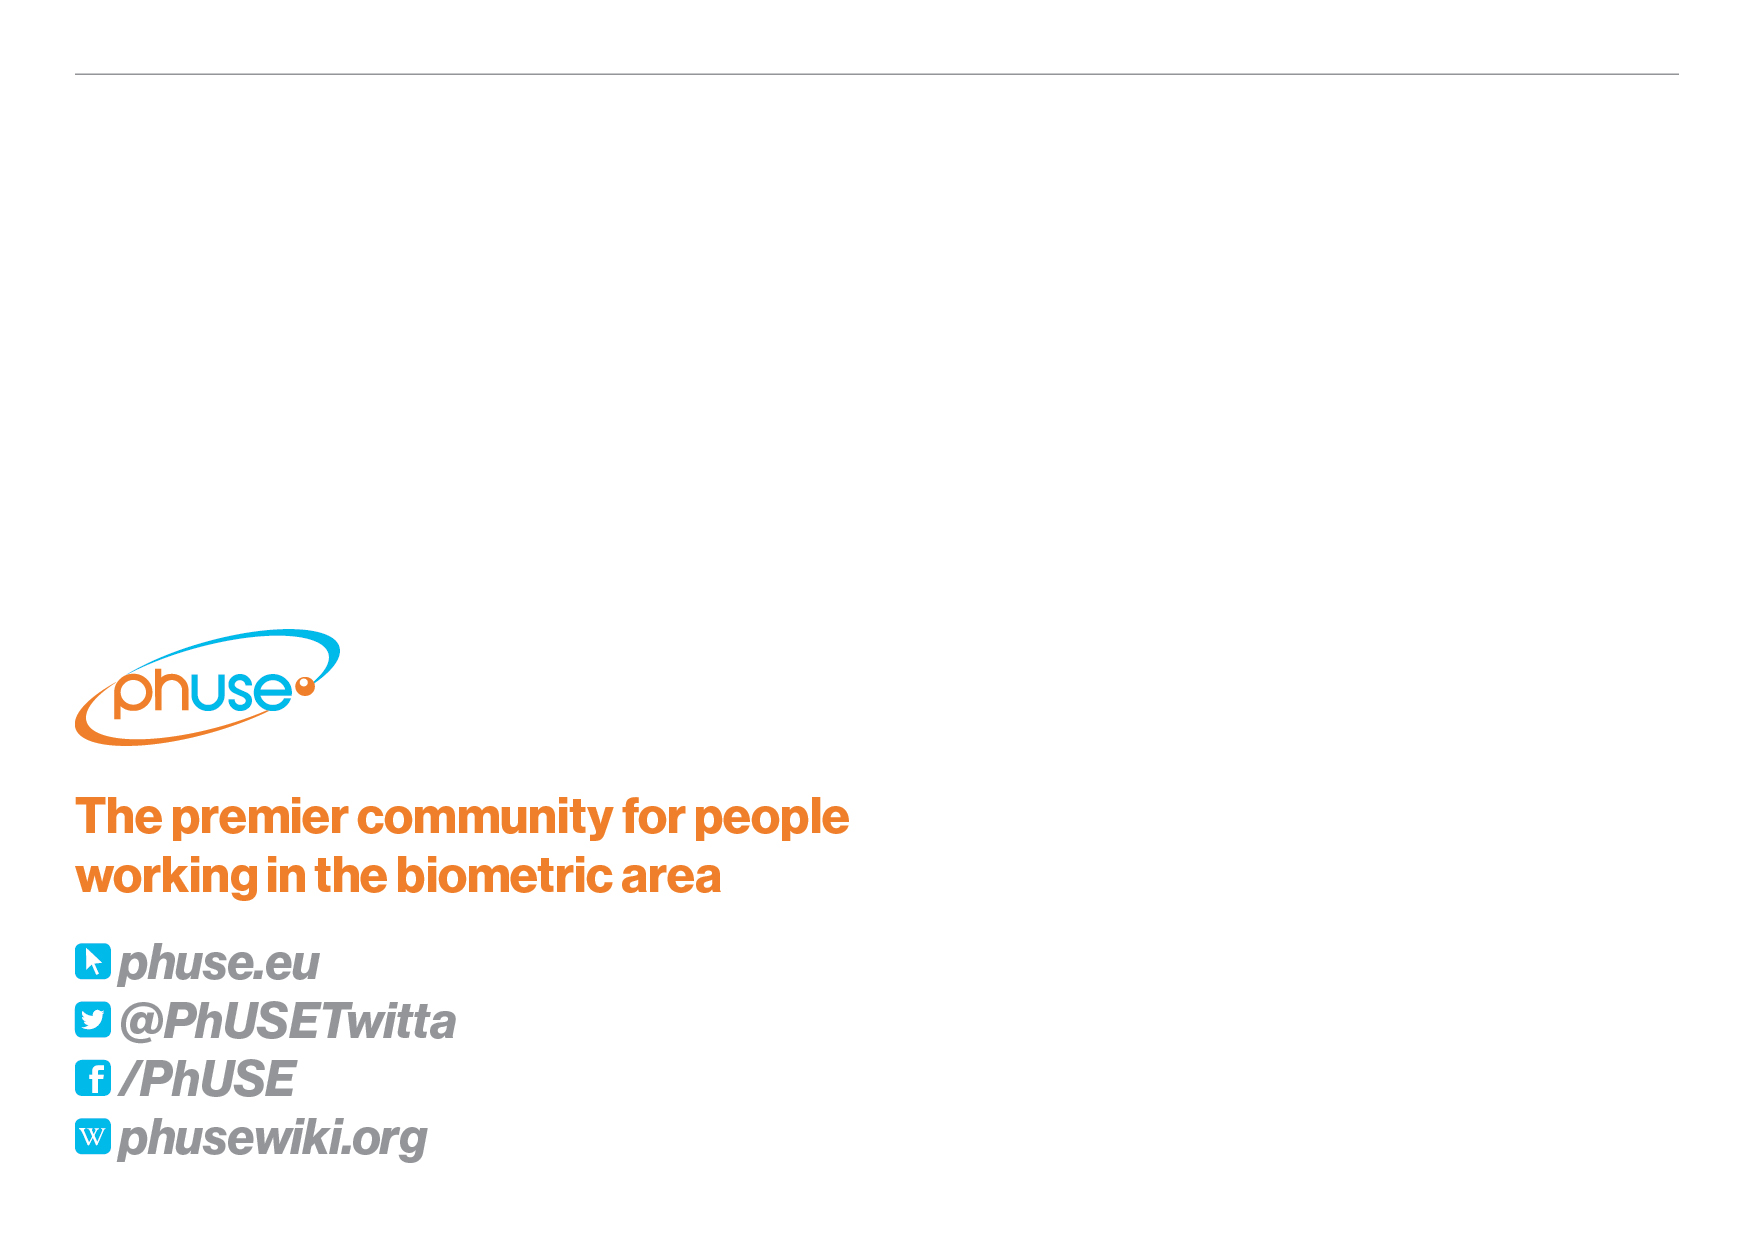 phuse
The premier community for people
working in the biometric area
phuse.eu
@PhUSETwitta
/PhUSE
phusewiki.org